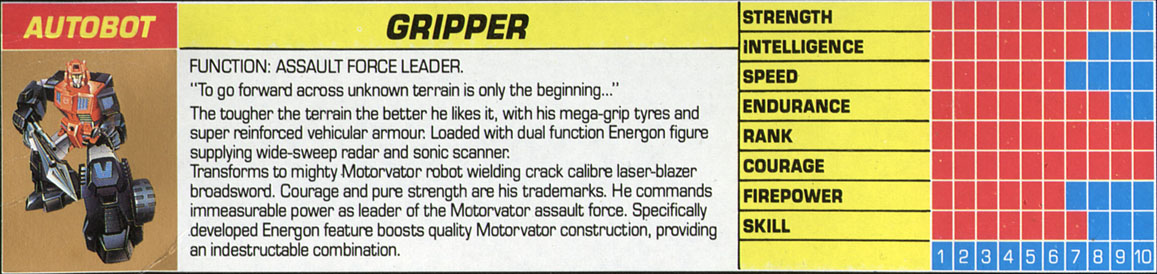 AUTOBOT
GRIPPER
FUNCTION: ASSAULT FORCE LEADER.
"To go forward across unknown terrain is only the beginning..."
The tougher the terrain the better he likes it, with his mega-grip tyres and
super reinforced vehicular armour. Loaded with dual function Energon figure
supplying wide-sweep radar and sonic scanner.
Transforms to mighty Motorvator robot wielding crack calibre laser-blazer
broadsword. Courage and pure strength are his trademarks. He commands
immeasurable power as leader of the Motorvator assault force. Specifically
developed Energon feature boosts quality Motorvator construction, providing
an indestructable combination.
STRENGTH
INTELLIGENCE
SPEED
ENDURANCE
RANK
COURAGE
FIREPOWER
SKILL
1 2 3 4 5 6 7 8 9 10